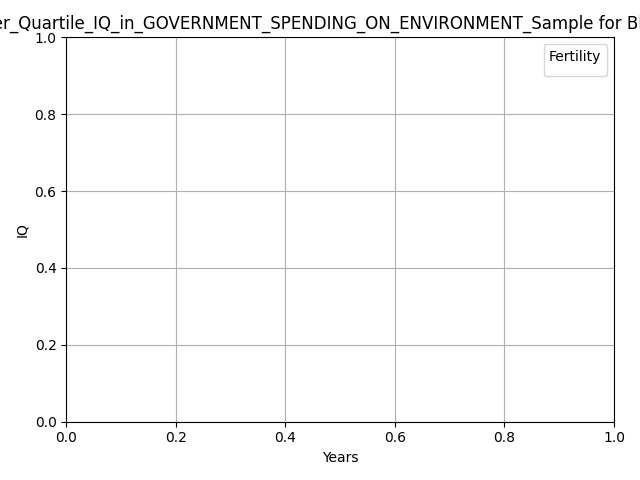 er_Quartile_IQ_in_GOVERNMENT_SPENDING_ON_ENVIRONMENT_Sample for B
Fertility
1.0
0.8
0.6
0.4
0.2
0.0
IQ
0.0 0.2 0.4 0.6 0.8 1.0
Years